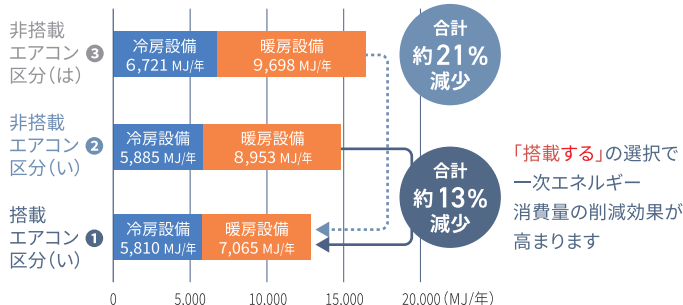 非搭載
エアコン ❸
区分（は）
冷房設備
6,721 MJ/年
暖房設備
9,698 MJ/年
合計
約21%
減少
非搭載
エアコン ❷
区分（い）
冷房設備
5,885 MJ/年
暖房設備
8,953 MJ/年
合計
約13%
減少
搭載
エアコン ❶
区分（い）
冷房設備
5,810 MJ/年
暖房設備
7,065 MJ/年
「搭載する」の選択で
一次エネルギー
消費量の削減効果が
高まります
0 5.000 10.000 15.000 20.000（MJ/年）